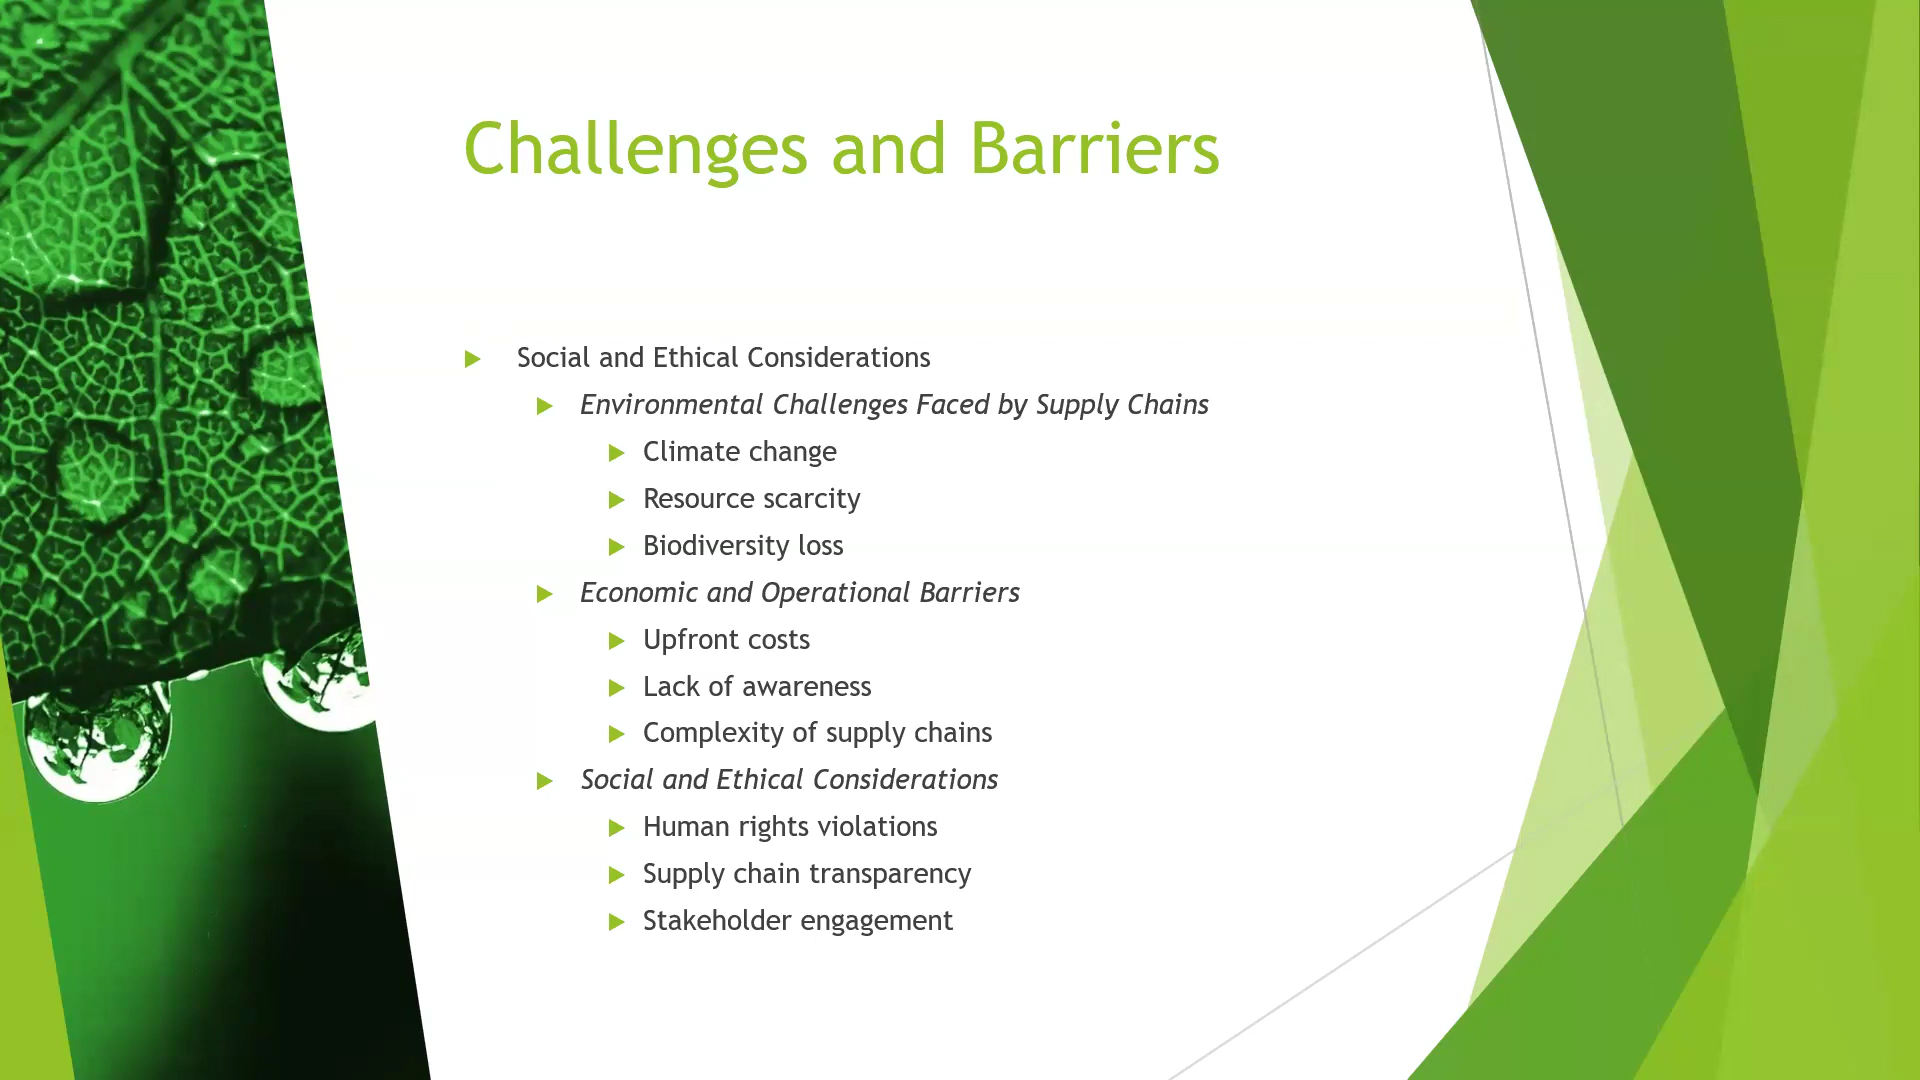 Challenges and Barriers
Social and Ethical Considerations
Environmental Challenges Faced by Supply Chains
Climate change
Resource scarcity
Biodiversity loss
Economic and Operational Barriers
Upfront costs
Lack of awareness
Complexity of supply chains
Social and Ethical Considerations
Human rights violations
Supply chain transparency
Stakeholder engagement